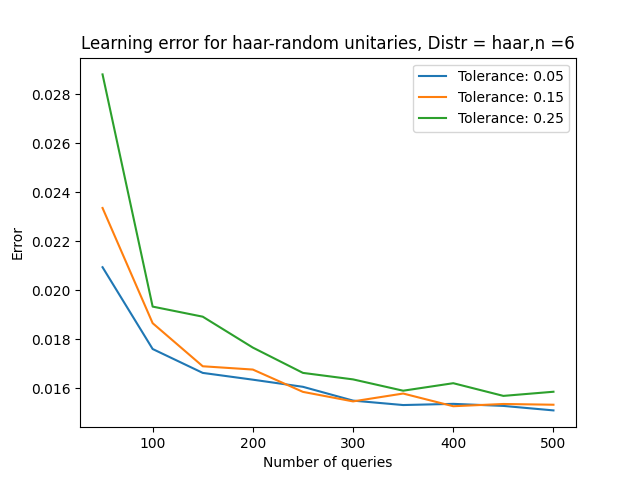 Learning error for haar-random unitaries, Distr = haar,n =6
Tolerance: 0.05
Tolerance: 0.15
Tolerance: 0.25
0.028
0.026
0.024
0.022
0.020
0.018
0.016
Error
100 200 300 400 500
Number of queries